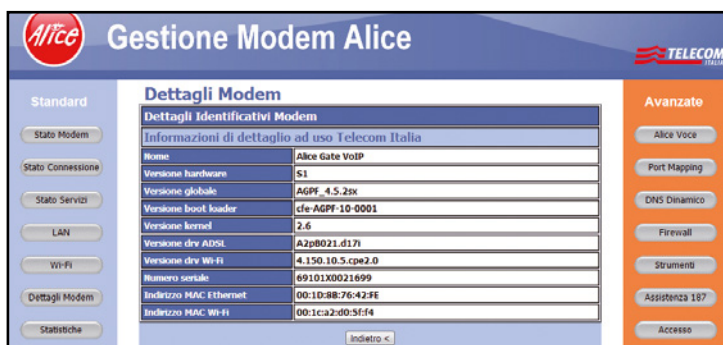 Alice
Gestione Modem Alice
TELECOM
ITALIA
Standard
Stato Modem
Stato Connessione
Stato Servizi
LAN
Wi-Fi
Dettagli Modem
Statistiche
Dettagli Modem
Dettagli Identificativi Modem
Informazioni di dettaglio ad uso Telecom Italia
Nome Alice Gate VoIP
Versione hardware S1
Versione globale AGPF_4.5.2sx
Versione boot loader cfe-AGPF-10-0001
Versione kernel 2.6
Versione drv ADSL A2pB021.d17i
Versione drv Wi-Fi 4.150.10.5.cpe2.0
Numero seriale 69101X0021699
Indirizzo MAC Ethernet 00:1D:8B:76:42:FE
Indirizzo MAC Wi-Fi 00:1c:a2:d0:5f:f4
Indietro <
Avanzate
Alice Voce
Port Mapping
DNS Dinamico
Firewall
Strumenti
Assistenza 187
Accesso